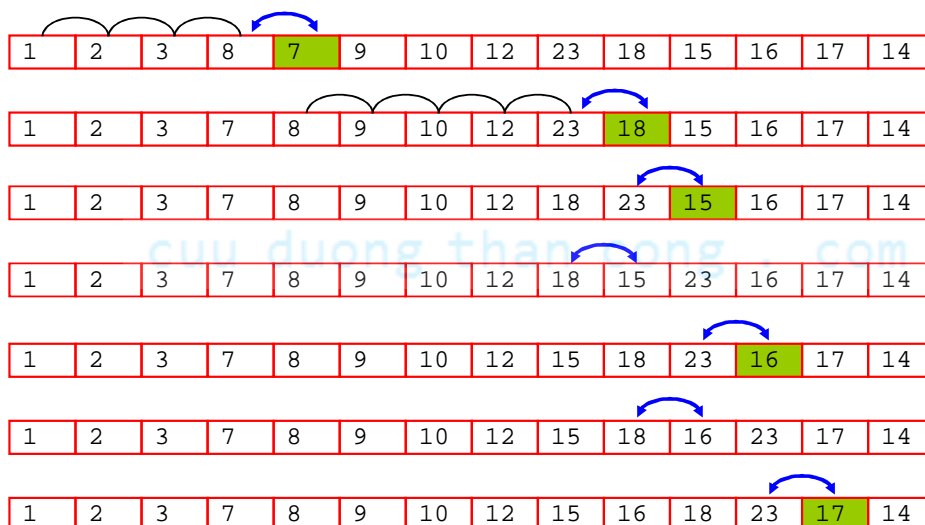 1 2 3 8 7 9 10 12 23 18 15 16 17 14
1 2 3 7 8 9 10 12 23 18 15 16 17 14
1 2 3 7 8 9 10 12 18 23 15 16 17 14
cuu duong than cong . com
1 2 3 7 8 9 10 12 18 15 23 16 17 14
1 2 3 7 8 9 10 12 15 18 23 16 17 14
1 2 3 7 8 9 10 12 15 18 16 23 17 14
1 2 3 7 8 9 10 12 15 16 18 23 17 14